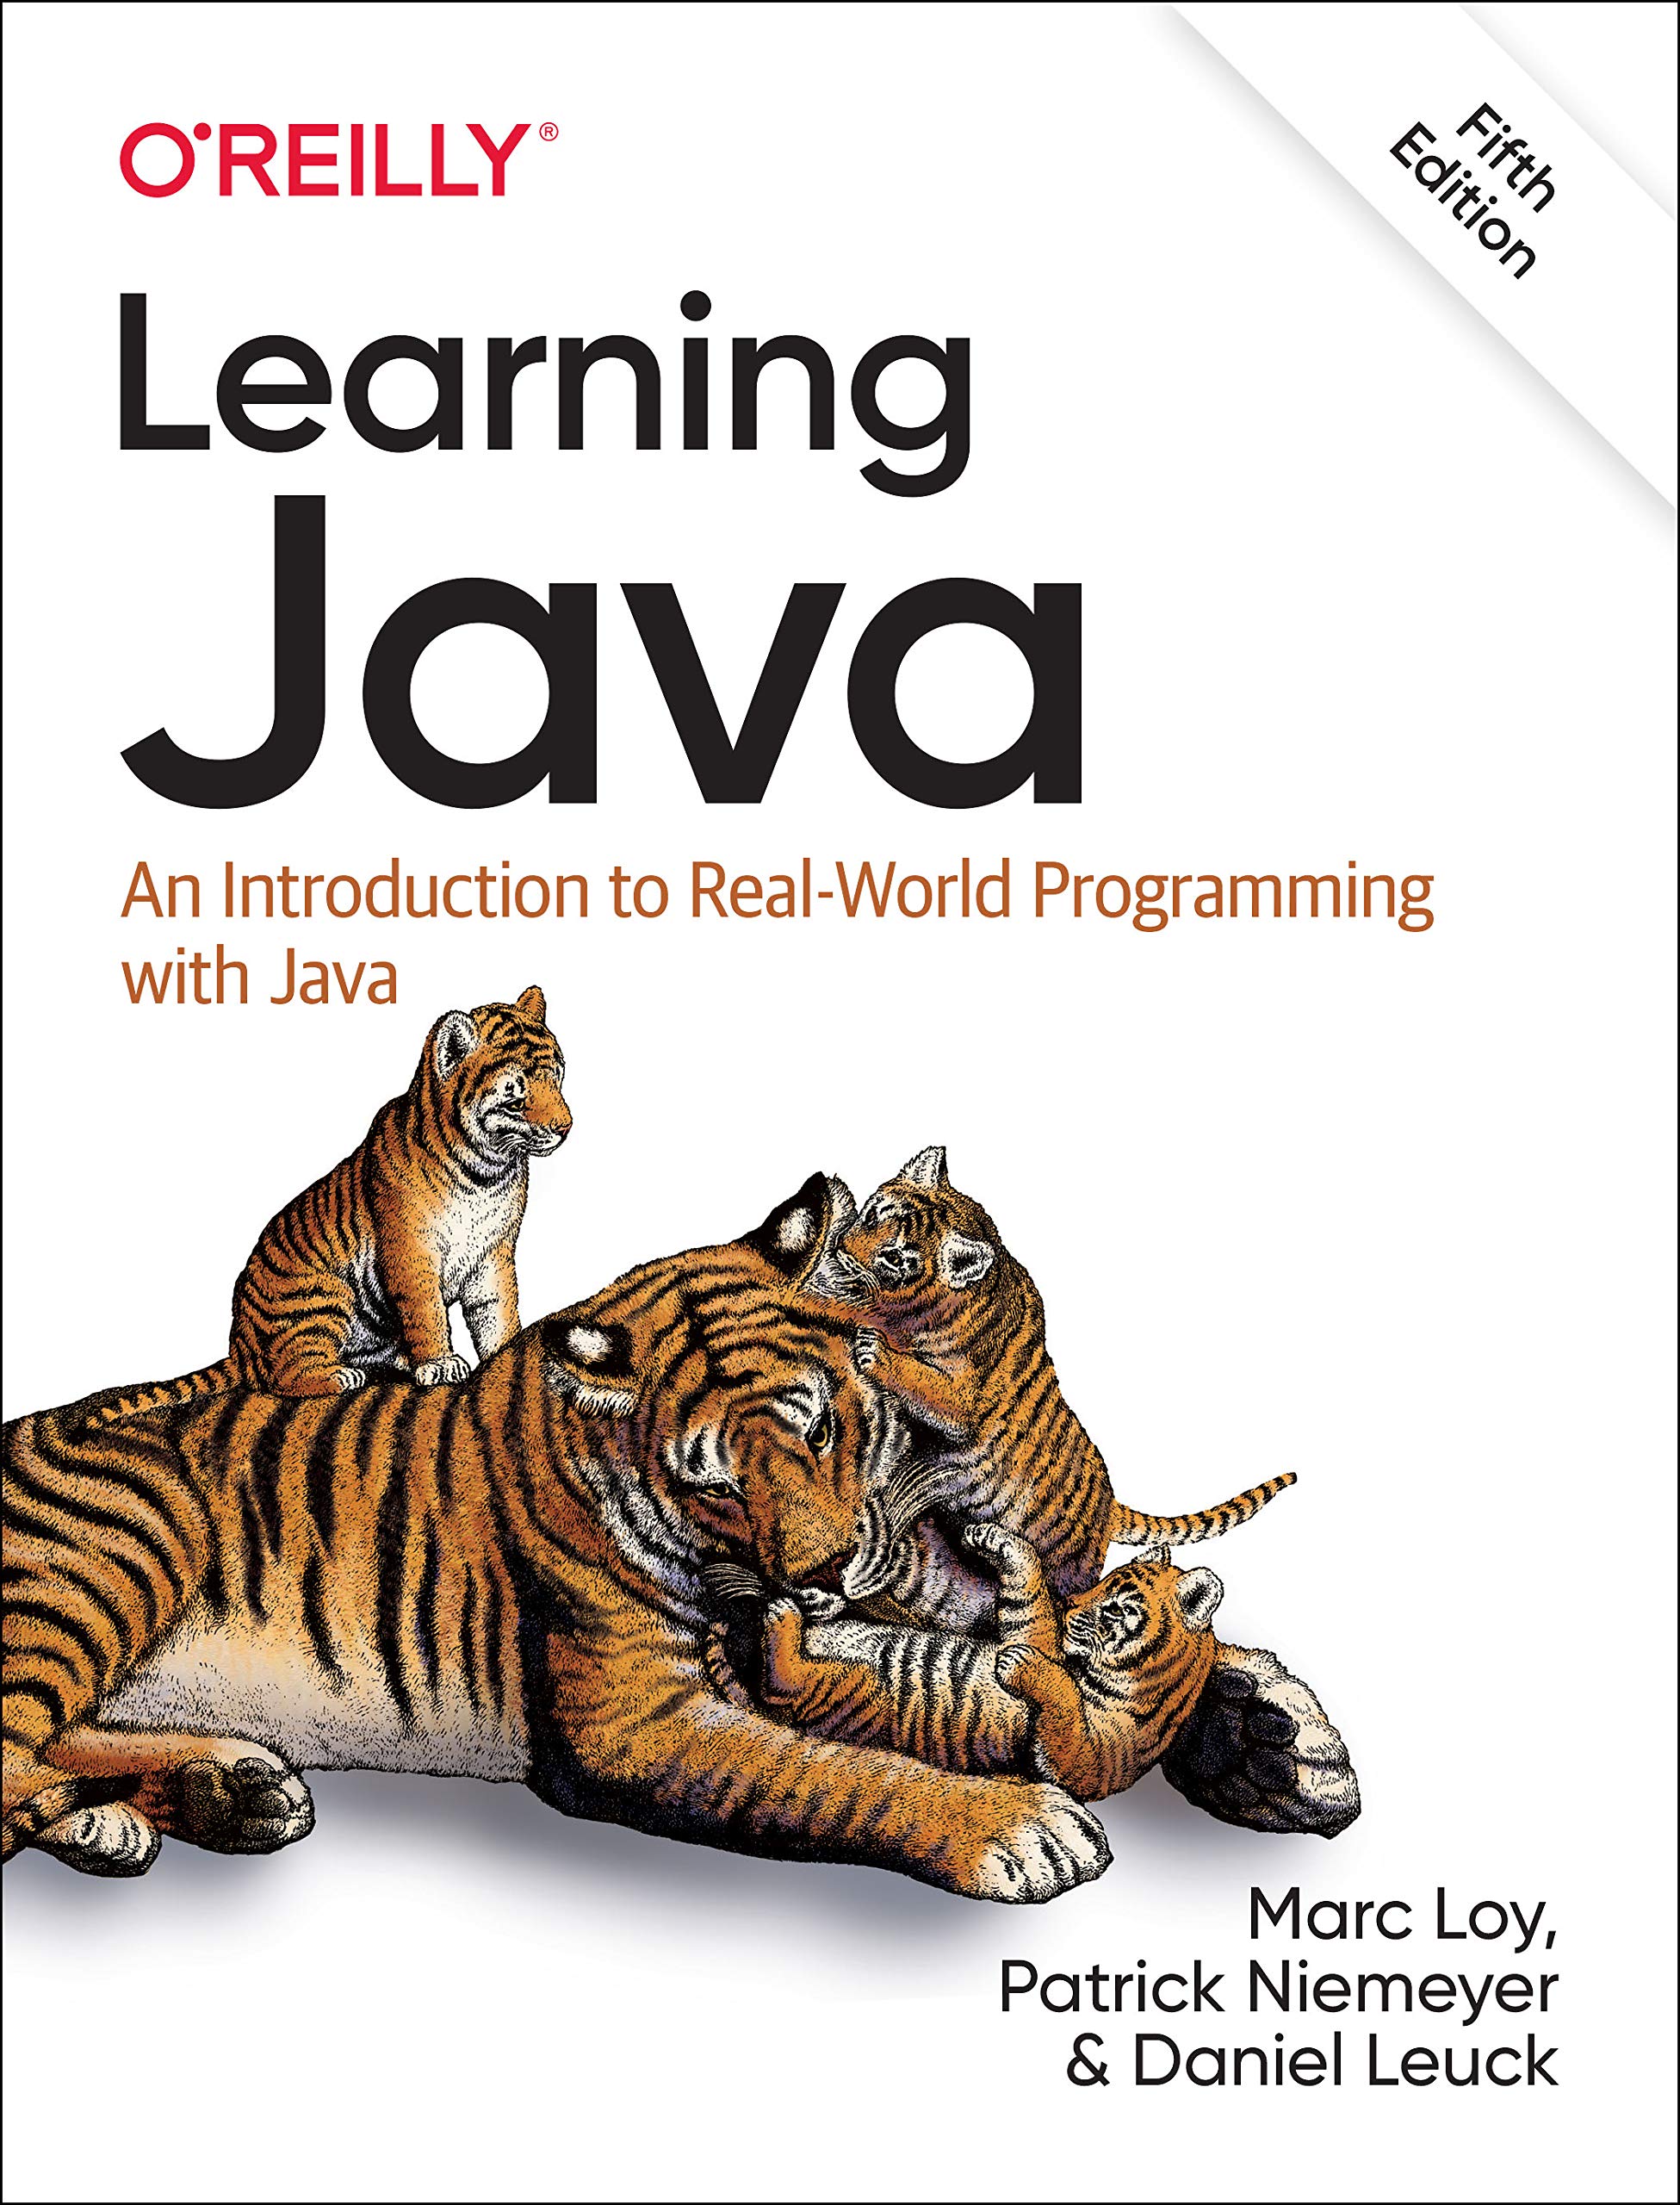 O'REILLY®
Fifth
Edition
Learning
Java
An Introduction to Real-World Programming
with Java
Marc Loy,
Patrick Niemeyer
& Daniel Leuck